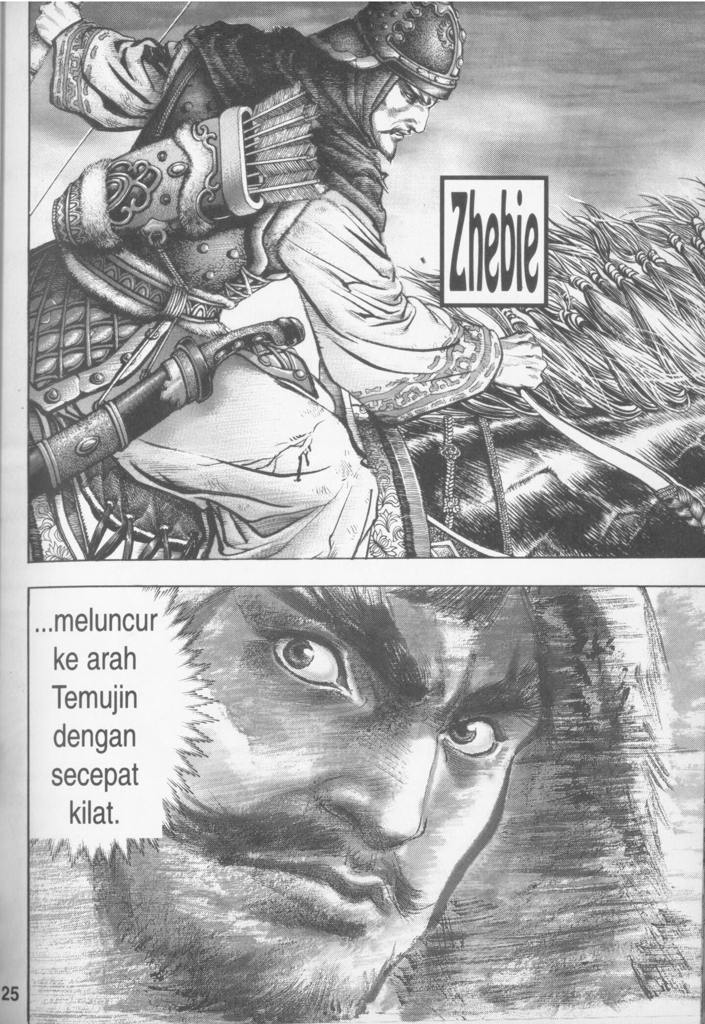 Zhebie
...meluncur
ke arah
Temujin
dengan
secepat
kilat.
25